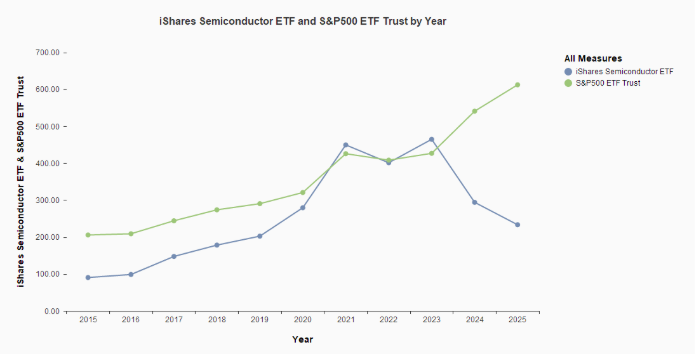 iShares Semiconductor ETF and S&P500 ETF Trust by Year
iShares Semiconductor ETF & S&P500 ETF Trust
700.00
600.00
500.00
400.00
300.00
200.00
100.00
0.00
2015 2016 2017 2018 2019 2020 2021 2022 2023 2024 2025
Year
All Measures
iShares Semiconductor ETF
S&P500 ETF Trust